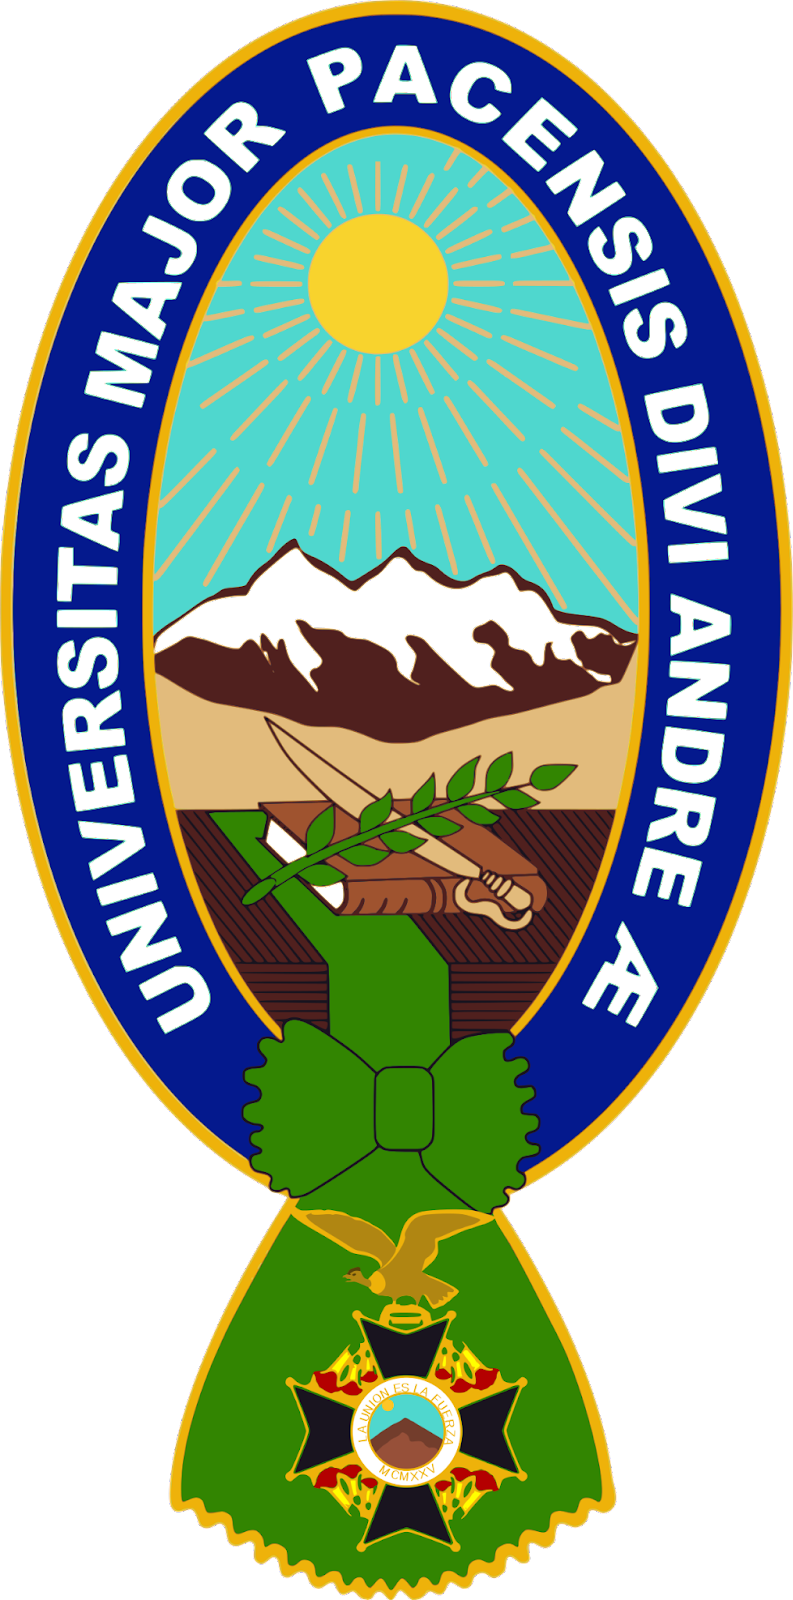 UNIVERSITAS MAJOR PACENSIS DIVI ANDRE Æ
LA UNION ES LA FUERZA
MCMXXV